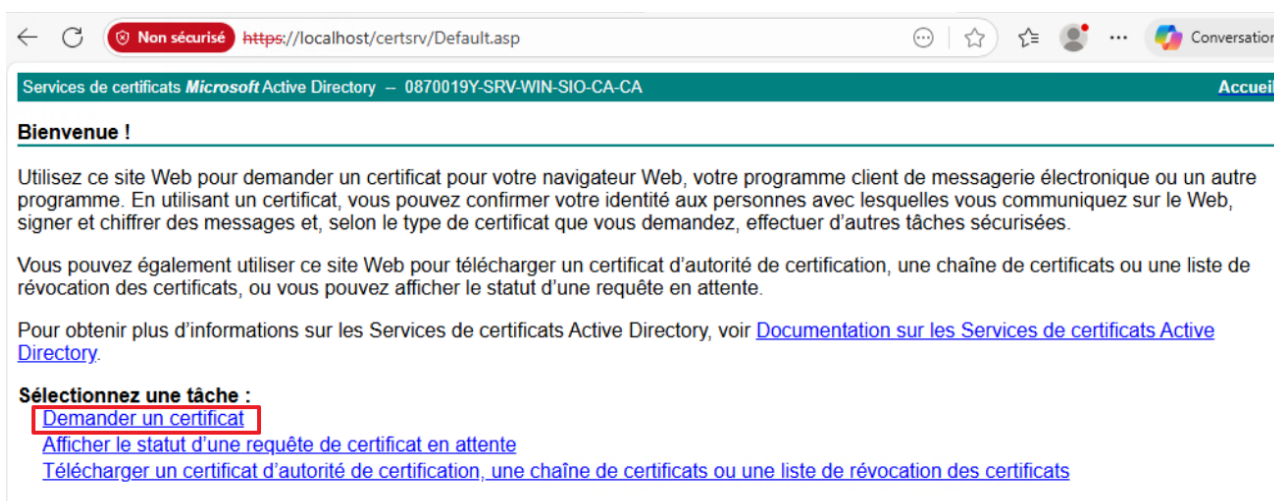 Non sécurisé https://localhost/certsrv/Default.asp Conversation
Services de certificats Microsoft Active Directory -- 0870019Y-SRV-WIN-SIO-CA-CA Accueil
Bienvenue !
Utilisez ce site Web pour demander un certificat pour votre navigateur Web, votre programme client de messagerie électronique ou un autre
programme. En utilisant un certificat, vous pouvez confirmer votre identité aux personnes avec lesquelles vous communiquez sur le Web,
signer et chiffrer des messages et, selon le type de certificat que vous demandez, effectuer d’autres tâches sécurisées.
Vous pouvez également utiliser ce site Web pour télécharger un certificat d’autorité de certification, une chaîne de certificats ou une liste de
révocation des certificats, ou vous pouvez afficher le statut d’une requête en attente.
Pour obtenir plus d’informations sur les Services de certificats Active Directory, voir Documentation sur les Services de certificats Active
Directory.
Sélectionnez une tâche :
Demander un certificat
Afficher le statut d’une requête de certificat en attente
Télécharger un certificat d’autorité de certification, une chaîne de certificats ou une liste de révocation des certificats